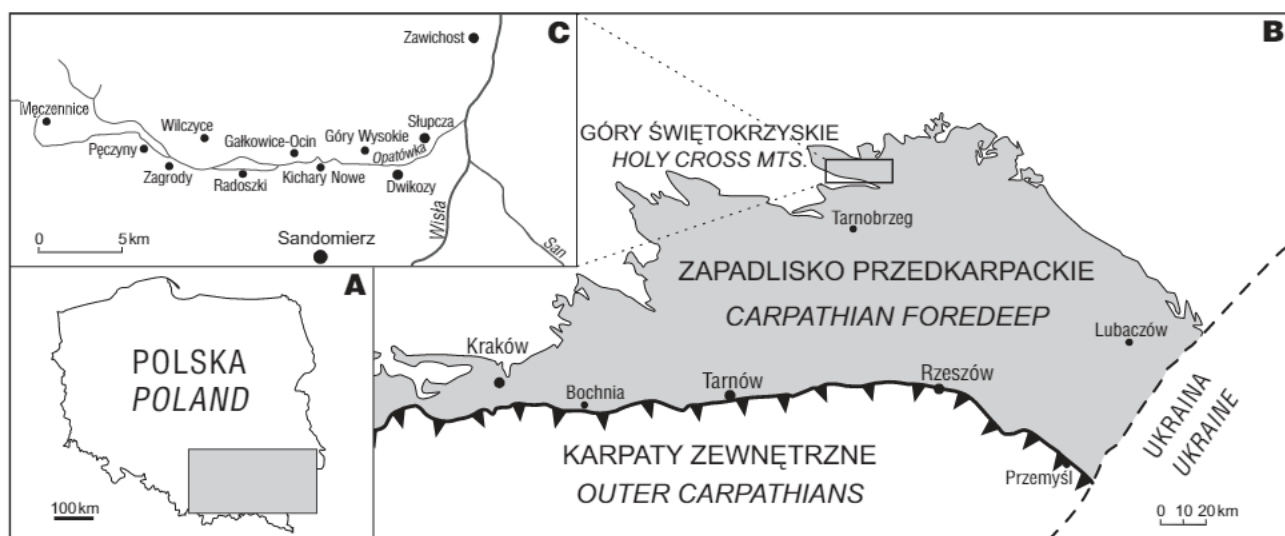 C
Zawichost
Męczennice
Wilczyce
Pęczyny
Zagrody
Gałkowice-Ocin
Radoszki
Góry Wysokie
Kichary Nowe
Słupcza
Opatówka
Dwikozy
Wisła
San
Sandomierz
0 5 km
A
POLSKA
POLAND
100 km
B
GÓRY ŚWIĘTOKRZYSKIE
HOLY CROSS MTS.
Tarnobrzeg
ZAPADLISKO PRZEDKARPACKIE
CARPATHIAN FOREDEEP
Lubaczów
Kraków
Bochnia
Tarnów
Rzeszów
Przemyśl
KARPATY ZEWNĘTRZNE
OUTER CARPATHIANS
UKRAINA
UKRAINE
0 10 20 km